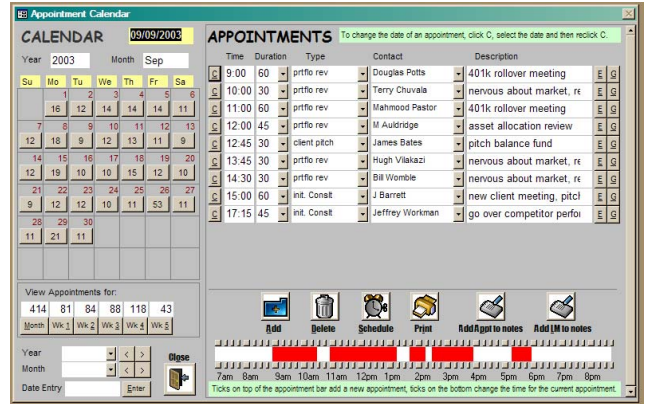 Appointment Calendar
CALENDAR 09/09/2003
Year 2003 Month Sep
Su Mo Tu We Th Fr Sa
1 2 3 4 5 6
16 12 14 14 14 11
7 8 9 10 11 12 13
12 18 9 12 13 11 9
14 15 16 17 18 19 20
12 19 10 10 15 12 10
21 22 23 24 25 26 27
9 12 12 10 11 53 11
28 29 30
11 21 11
View Appointments for:
414 81 84 88 118 43
Month Wk 1 Wk 2 Wk 3 Wk 4 Wk 5
Year < >
Month < >
Date Entry Enter
Close
APPOINTMENTS
To change the date of an appointment, click C, select the date and then reclick C.
Time Duration Type Contact Description
C 9:00 60 prtflo rev Douglas Potts 401k rollover meeting E G
C 10:00 30 prtflo rev Terry Chuvala nervous about market, re E G
C 11:00 60 prtflo rev Mahmood Pastor 401k rollover meeting E G
C 12:00 45 prtflo rev M Auldridge asset allocation review E G
C 12:45 30 client pitch James Bates pitch balance fund E G
C 13:45 30 prtflo rev Hugh Vilakazi nervous about market, re E G
C 14:30 30 prtflo rev Bill Womble nervous about market, re E G
C 15:00 60 init. Conslt J Barrett new client meeting, pitch E G
C 17:15 45 init. Conslt Jeffrey Workman go over competitor perfor E G
Add Delete Schedule Print Add Appt to notes Add LM to notes
7am 8am 9am 10am 11am 12pm 1pm 2pm 3pm 4pm 5pm 6pm 7pm 8pm
Ticks on top of the appointment bar add a new appointment, ticks on the bottom change the time for the current appointment.